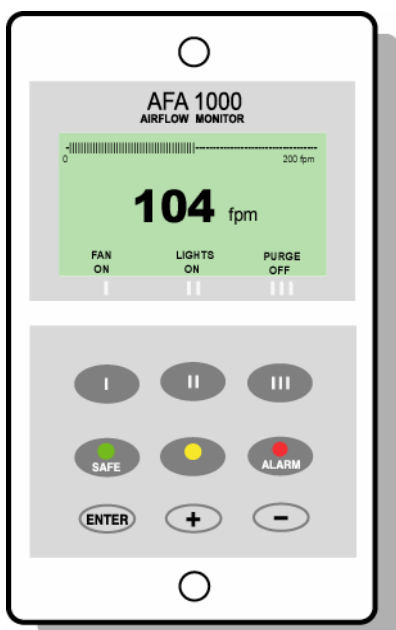 AFA 1000
AIRFLOW MONITOR
0 200 fpm
104 fpm
FAN LIGHTS PURGE
ON ON OFF
I II III
I II III
SAFE ALARM
ENTER + -